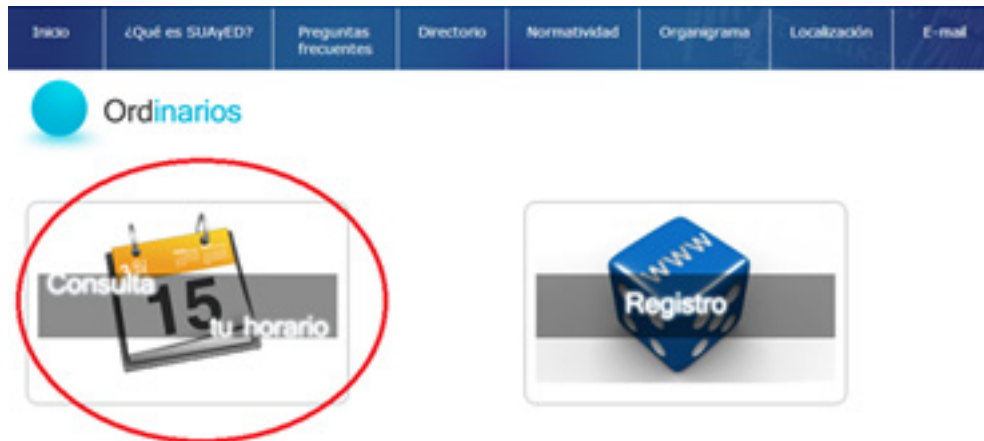 Inicio
¿Qué es SUAyED?
Preguntas
frecuentes
Directorio
Normatividad
Organigrama
Localización
E-mail
Ordinarios
Consulta
15
tu horario
www
Registro